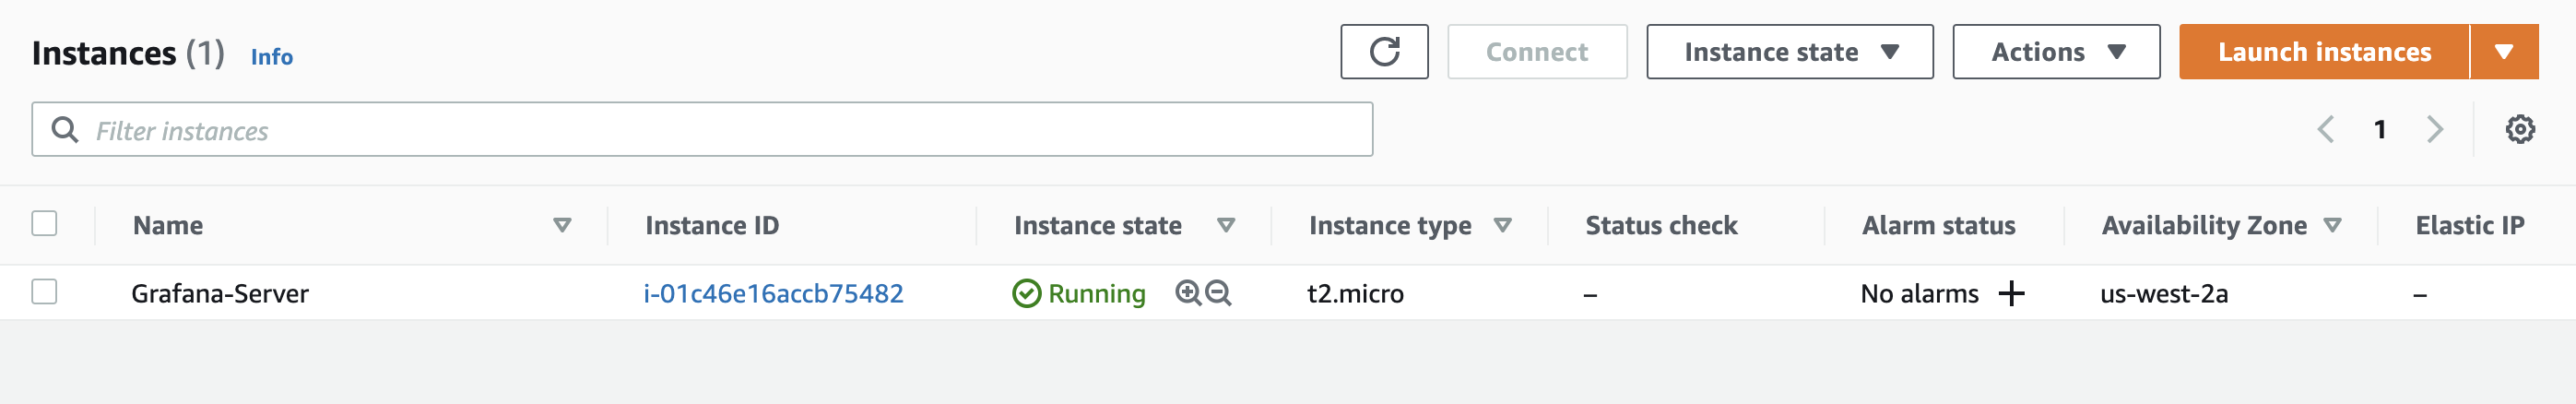 Instances (1) Info Connect Instance state Actions Launch instances
Filter instances 1
Name Instance ID Instance state Instance type Status check Alarm status Availability Zone Elastic IP
Grafana-Server i-01c46e16accb75482 Running t2.micro – No alarms + us-west-2a –